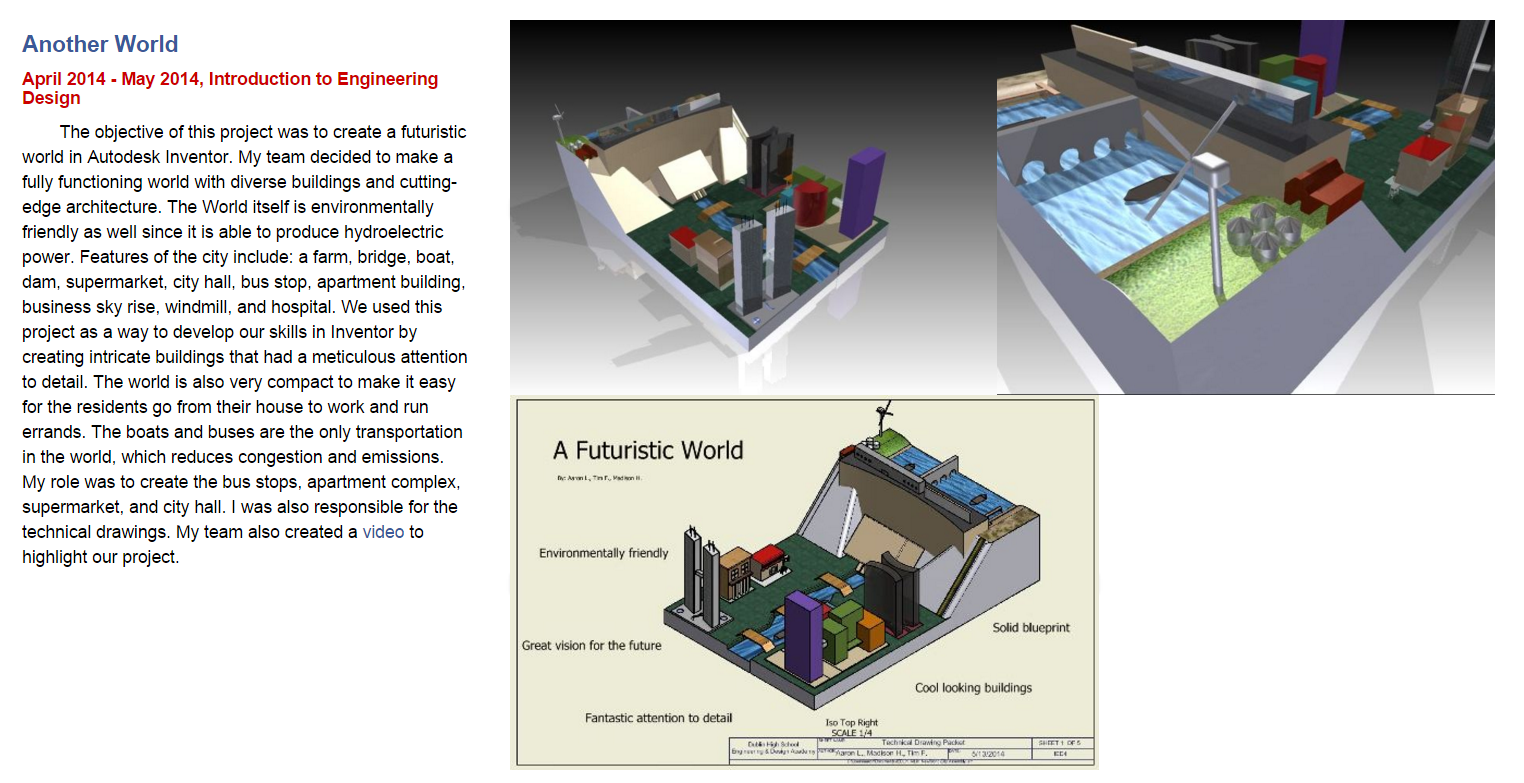 Another World
April 2014 - May 2014, Introduction to Engineering
Design
The objective of this project was to create a futuristic
world in Autodesk Inventor. My team decided to make a
fully functioning world with diverse buildings and cutting-
edge architecture. The World itself is environmentally
friendly as well since it is able to produce hydroelectric
power. Features of the city include: a farm, bridge, boat,
dam, supermarket, city hall, bus stop, apartment building,
business sky rise, windmill, and hospital. We used this
project as a way to develop our skills in Inventor by
creating intricate buildings that had a meticulous attention
to detail. The world is also very compact to make it easy
for the residents go from their house to work and run
errands. The boats and buses are the only transportation
in the world, which reduces congestion and emissions.
My role was to create the bus stops, apartment complex,
supermarket, and city hall. I was also responsible for the
technical drawings. My team also created a video to
highlight our project.
A Futuristic World
By: Aaron L., Tim F., Madison H.
Environmentally friendly
Great vision for the future
Solid blueprint
Cool looking buildings
Fantastic attention to detail
Iso Top Right
SCALE 1/4
Dublin High School
Engineering & Design Academy
Technical Drawing Packet
SHEET 1 OF 5
Aaron L., Madison H., Tim F.
DATE:
5/13/2014